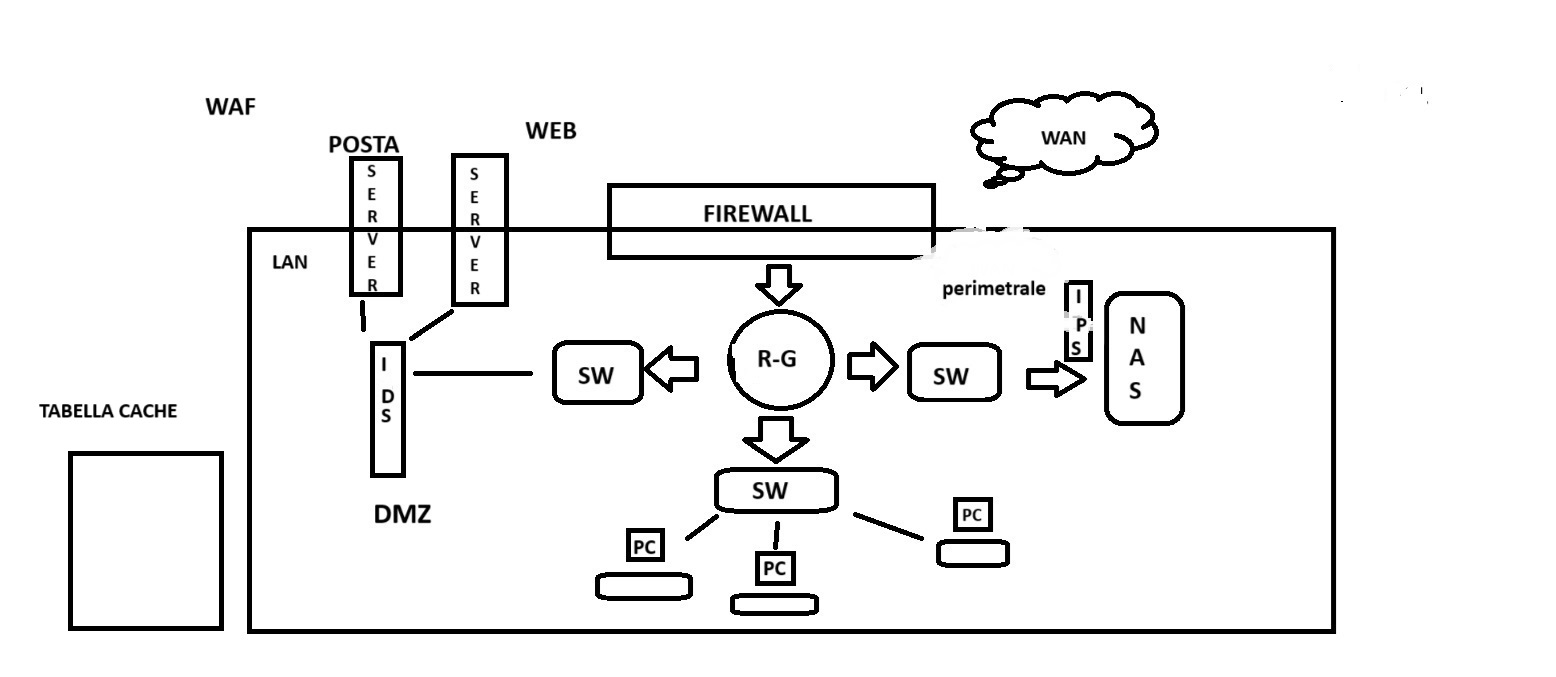 WAF
WEB
WAN
POSTA
SERVER
SERVER
FIREWALL
LAN
perimetrale
IPS
NAS
R-G
SW
SW
IDS
TABELLA CACHE
SW
DMZ
PC
PC
PC